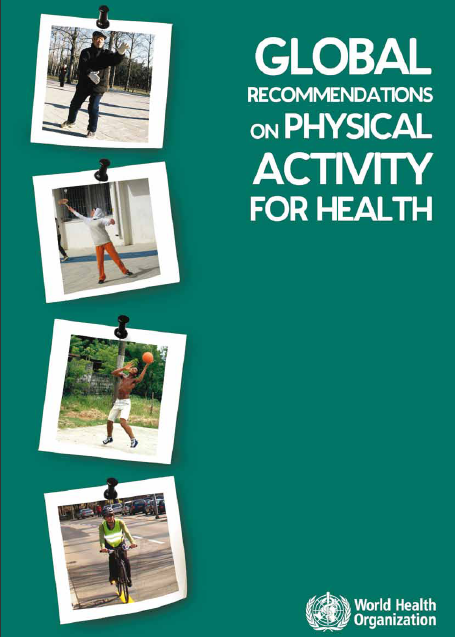 GLOBAL
RECOMMENDATIONS
ON PHYSICAL
ACTIVITY
FOR HEALTH
World Health
Organization